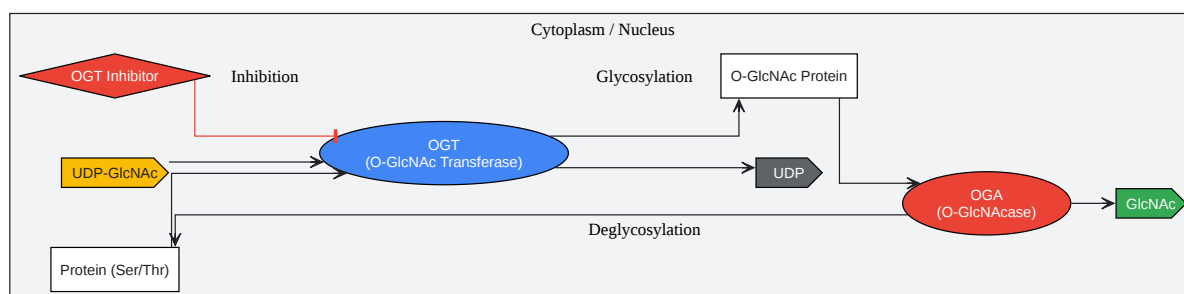 Cytoplasm / Nucleus
OGT Inhibitor
Inhibition
Glycosylation
O-GlcNAc Protein
OGT
(O-GlcNAc Transferase)
UDP-GlcNAc
UDP
OGA
(O-GlcNAcase)
GlcNAc
Deglycosylation
Protein (Ser/Thr)